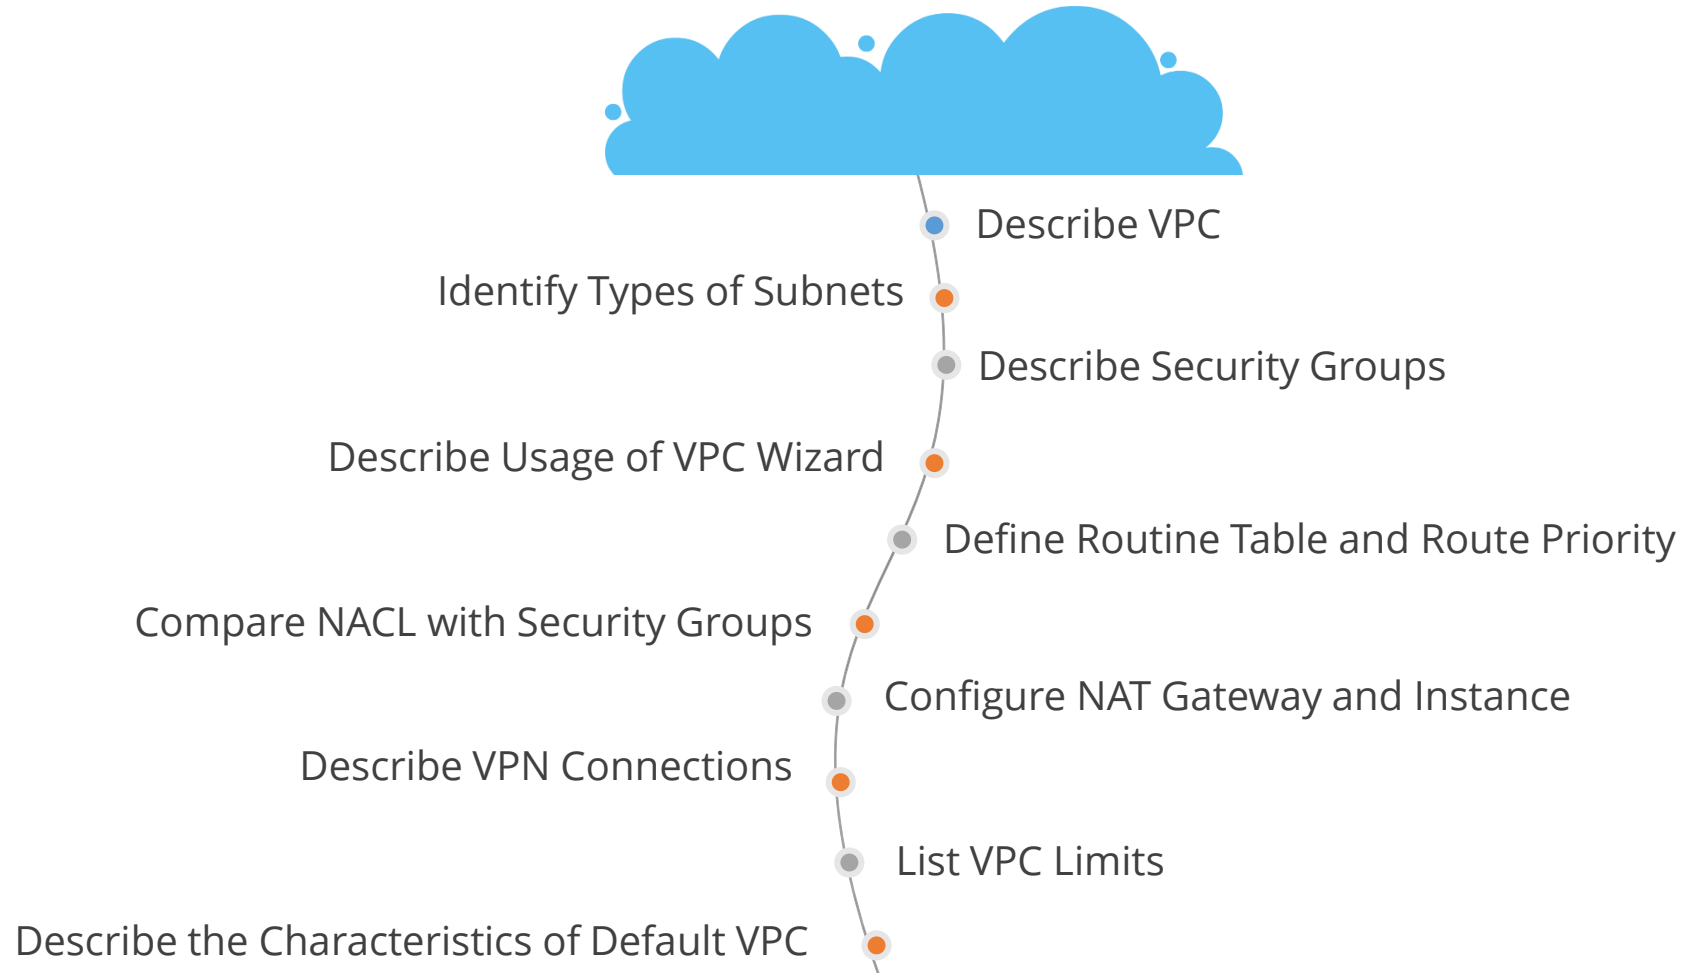 Describe VPC
Identify Types of Subnets
Describe Security Groups
Describe Usage of VPC Wizard
Define Routine Table and Route Priority
Compare NACL with Security Groups
Configure NAT Gateway and Instance
Describe VPN Connections
List VPC Limits
Describe the Characteristics of Default VPC